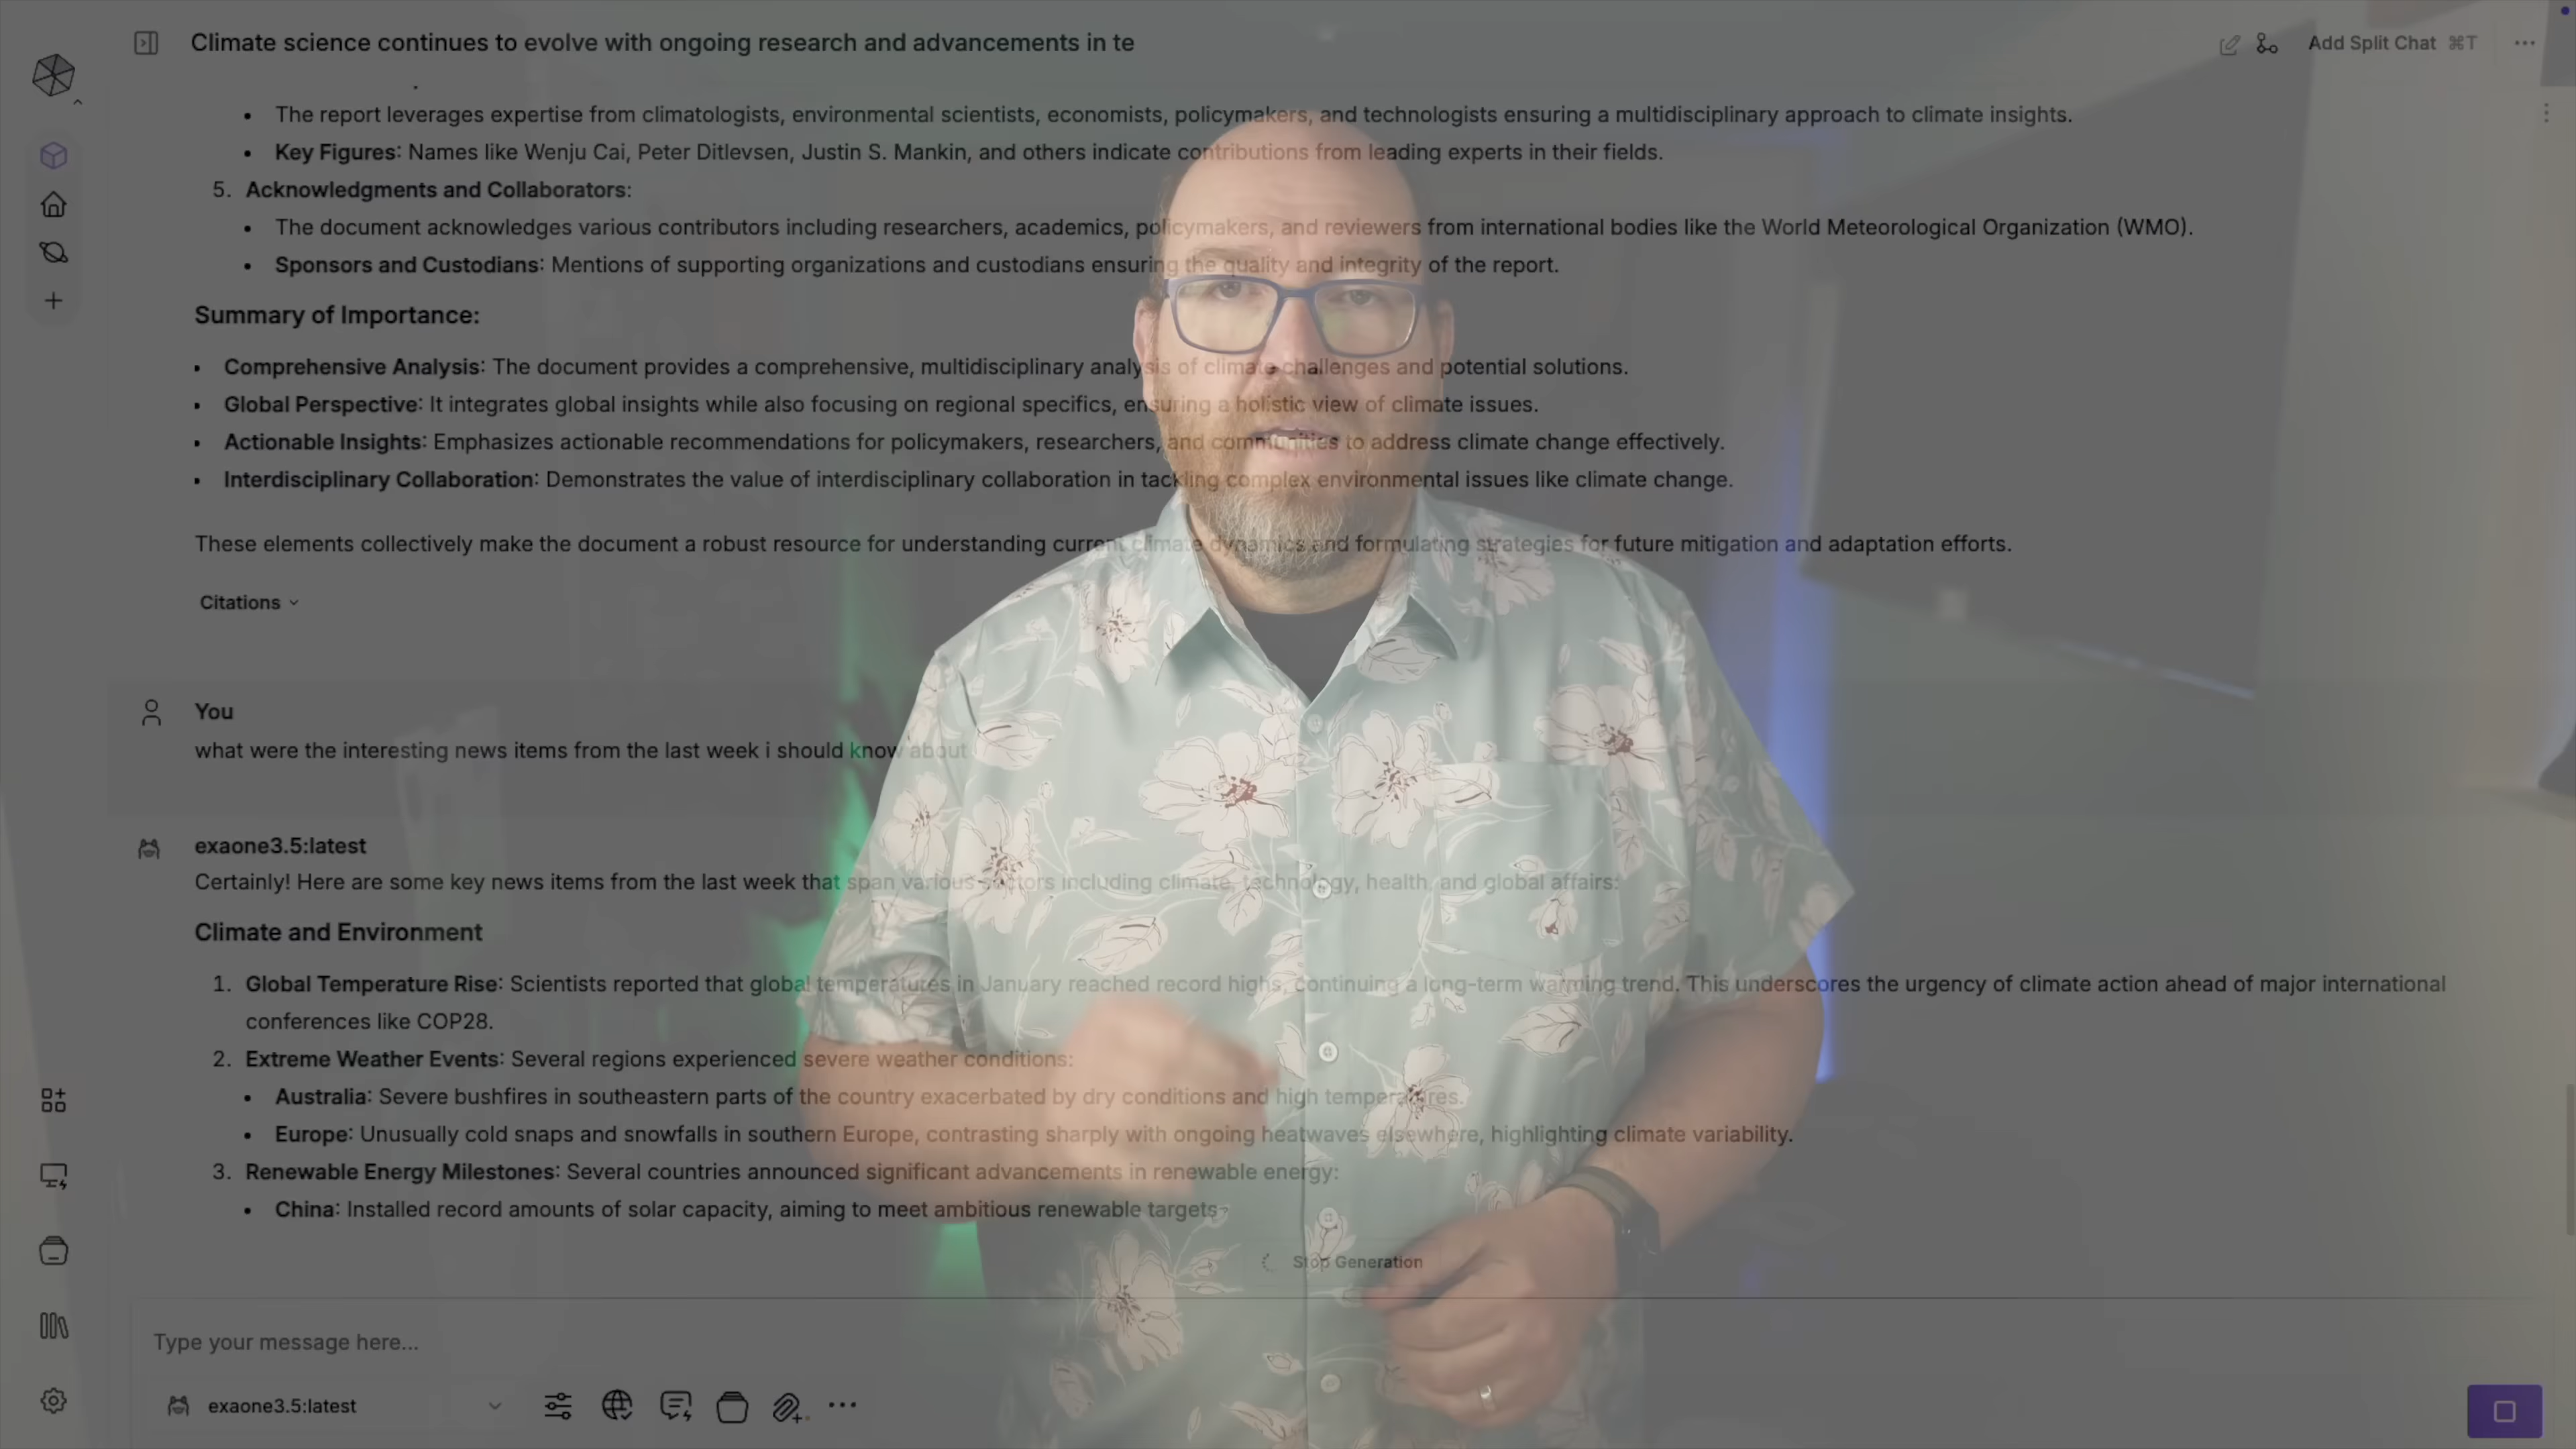 Climate science continues to evolve with ongoing research and advancements in te
Add Split Chat ⌘T
• The report leverages expertise from climatologists, environmental scientists, economists, policymakers, and technologists ensuring a multidisciplinary approach to climate insights.
• Key Figures: Names like Wenju Cai, Peter Ditlevsen, Justin S. Mankin, and others indicate contributions from leading experts in their fields.
5. Acknowledgments and Collaborators:
• The document acknowledges various contributors including researchers, academics, policymakers, and reviewers from international bodies like the World Meteorological Organization (WMO).
• Sponsors and Custodians: Mentions of supporting organizations and custodians ensuring the quality and integrity of the report.
Summary of Importance:
• Comprehensive Analysis: The document provides a comprehensive, multidisciplinary analysis of climate challenges and potential solutions.
• Global Perspective: It integrates global insights while also focusing on regional specifics, ensuring a holistic view of climate issues.
• Actionable Insights: Emphasizes actionable recommendations for policymakers, researchers, and communities to address climate change effectively.
• Interdisciplinary Collaboration: Demonstrates the value of interdisciplinary collaboration in tackling complex environmental issues like climate change.
These elements collectively make the document a robust resource for understanding current climate dynamics and formulating strategies for future mitigation and adaptation efforts.
Citations
You
what were the interesting news items from the last week i should know about
exaone3.5:latest
Certainly! Here are some key news items from the last week that span various sectors including climate, technology, health, and global affairs:
Climate and Environment
1. Global Temperature Rise: Scientists reported that global temperatures in January reached record highs, continuing a long-term warming trend. This underscores the urgency of climate action ahead of major international
conferences like COP28.
2. Extreme Weather Events: Several regions experienced severe weather conditions:
• Australia: Severe bushfires in southeastern parts of the country exacerbated by dry conditions and high temperatures.
• Europe: Unusually cold snaps and snowfalls in southern Europe, contrasting sharply with ongoing heatwaves elsewhere, highlighting climate variability.
3. Renewable Energy Milestones: Several countries announced significant advancements in renewable energy:
• China: Installed record amounts of solar capacity, aiming to meet ambitious renewable targets
Stop Generation
Type your message here...
exaone3.5:latest